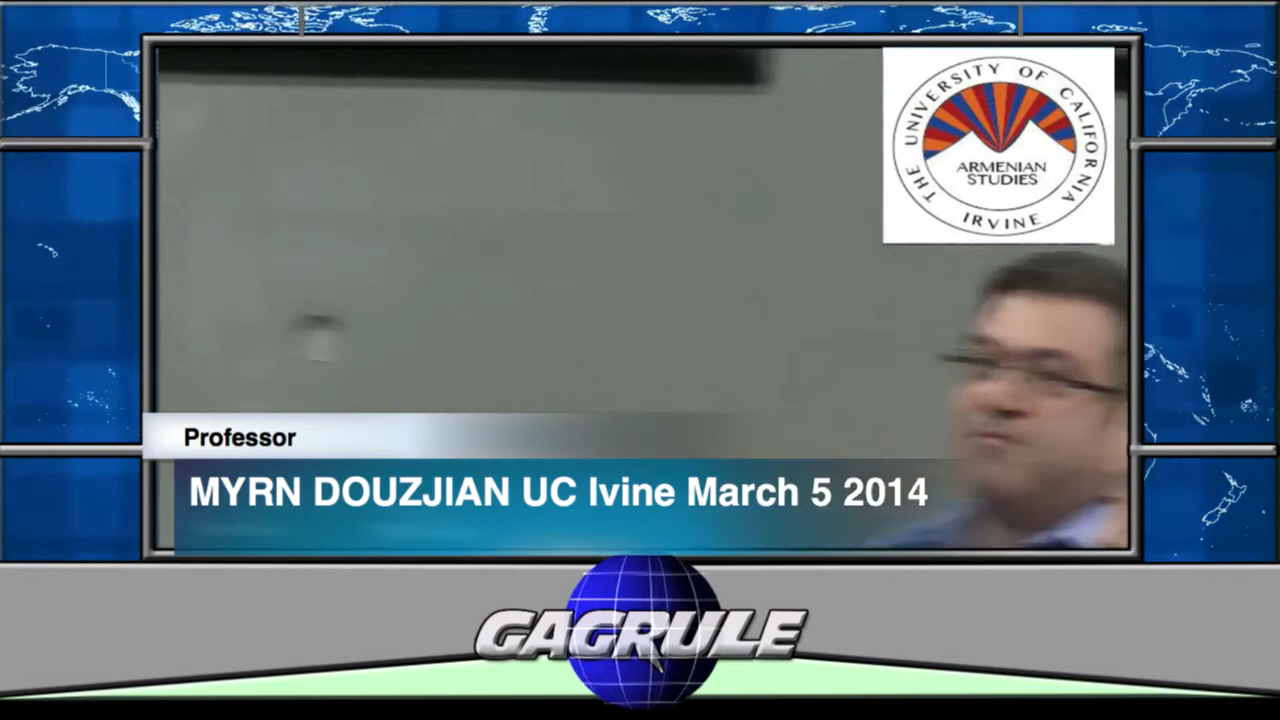 THE UNIVERSITY OF CALIFORNIA
ARMENIAN
STUDIES
IRVINE
Professor
MYRN DOUZJIAN UC Ivine March 5 2014
GAGRULE